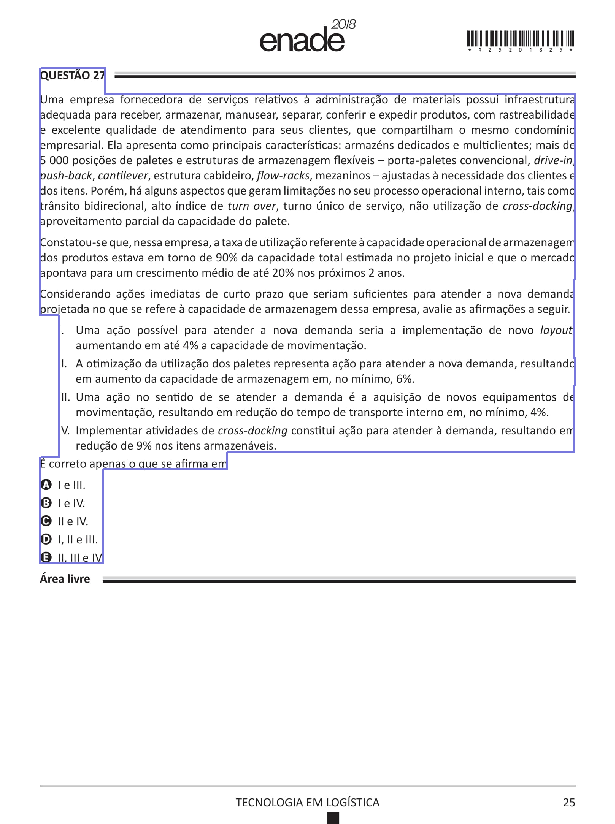 enade 2018
*R2520182 5*
QUESTÃO 27
Uma empresa fornecedora de serviços relativos à administração de materiais possui infraestrutura
adequada para receber, armazenar, manusear, separar, conferir e expedir produtos, com rastreabilidade
e excelente qualidade de atendimento para seus clientes, que compartilham o mesmo condomínio
empresarial. Ela apresenta como principais características: armazéns dedicados e multiclientes; mais de
5 000 posições de paletes e estruturas de armazenagem flexíveis – porta-paletes convencional, drive-in,
push-back, cantilever, estrutura cabideiro, flow-racks, mezaninos – ajustadas à necessidade dos clientes e
dos itens. Porém, há alguns aspectos que geram limitações no seu processo operacional interno, tais como
trânsito bidirecional, alto índice de turn over, turno único de serviço, não utilização de cross-docking,
aproveitamento parcial da capacidade do palete.
Constatou-se que, nessa empresa, a taxa de utilização referente à capacidade operacional de armazenagem
dos produtos estava em torno de 90% da capacidade total estimada no projeto inicial e que o mercado
apontava para um crescimento médio de até 20% nos próximos 2 anos.
Considerando ações imediatas de curto prazo que seriam suficientes para atender a nova demanda
projetada no que se refere à capacidade de armazenagem dessa empresa, avalie as afirmações a seguir.
I. Uma ação possível para atender a nova demanda seria a implementação de novo layout,
aumentando em até 4% a capacidade de movimentação.
II. A otimização da utilização dos paletes representa ação para atender a nova demanda, resultando
em aumento da capacidade de armazenagem em, no mínimo, 6%.
III. Uma ação no sentido de se atender a demanda é a aquisição de novos equipamentos de
movimentação, resultando em redução do tempo de transporte interno em, no mínimo, 4%.
IV. Implementar atividades de cross-docking constitui ação para atender à demanda, resultando em
redução de 9% nos itens armazenáveis.
É correto apenas o que se afirma em
A I e III.
B I e IV.
C II e IV.
D I, II e III.
E II, III e IV.
Área livre
TECNOLOGIA EM LOGÍSTICA
25